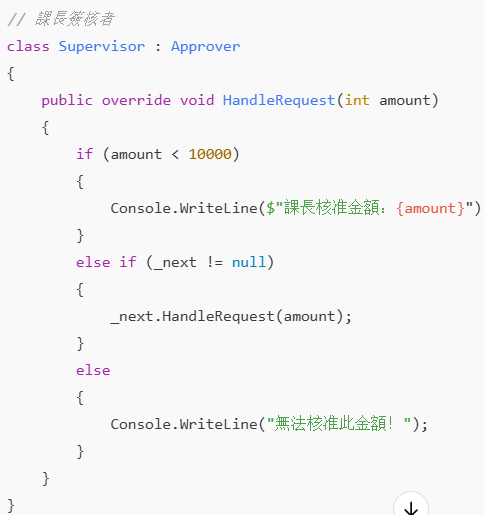 // 課長簽核者
class Supervisor : Approver
{
    public override void HandleRequest(int amount)
    {
        if (amount < 10000)
        {
            Console.WriteLine($"課長核准金額：{amount}")
        }
        else if (_next != null)
        {
            _next.HandleRequest(amount);
        }
        else
        {
            Console.WriteLine("無法核准此金額！");
        }
    }
}